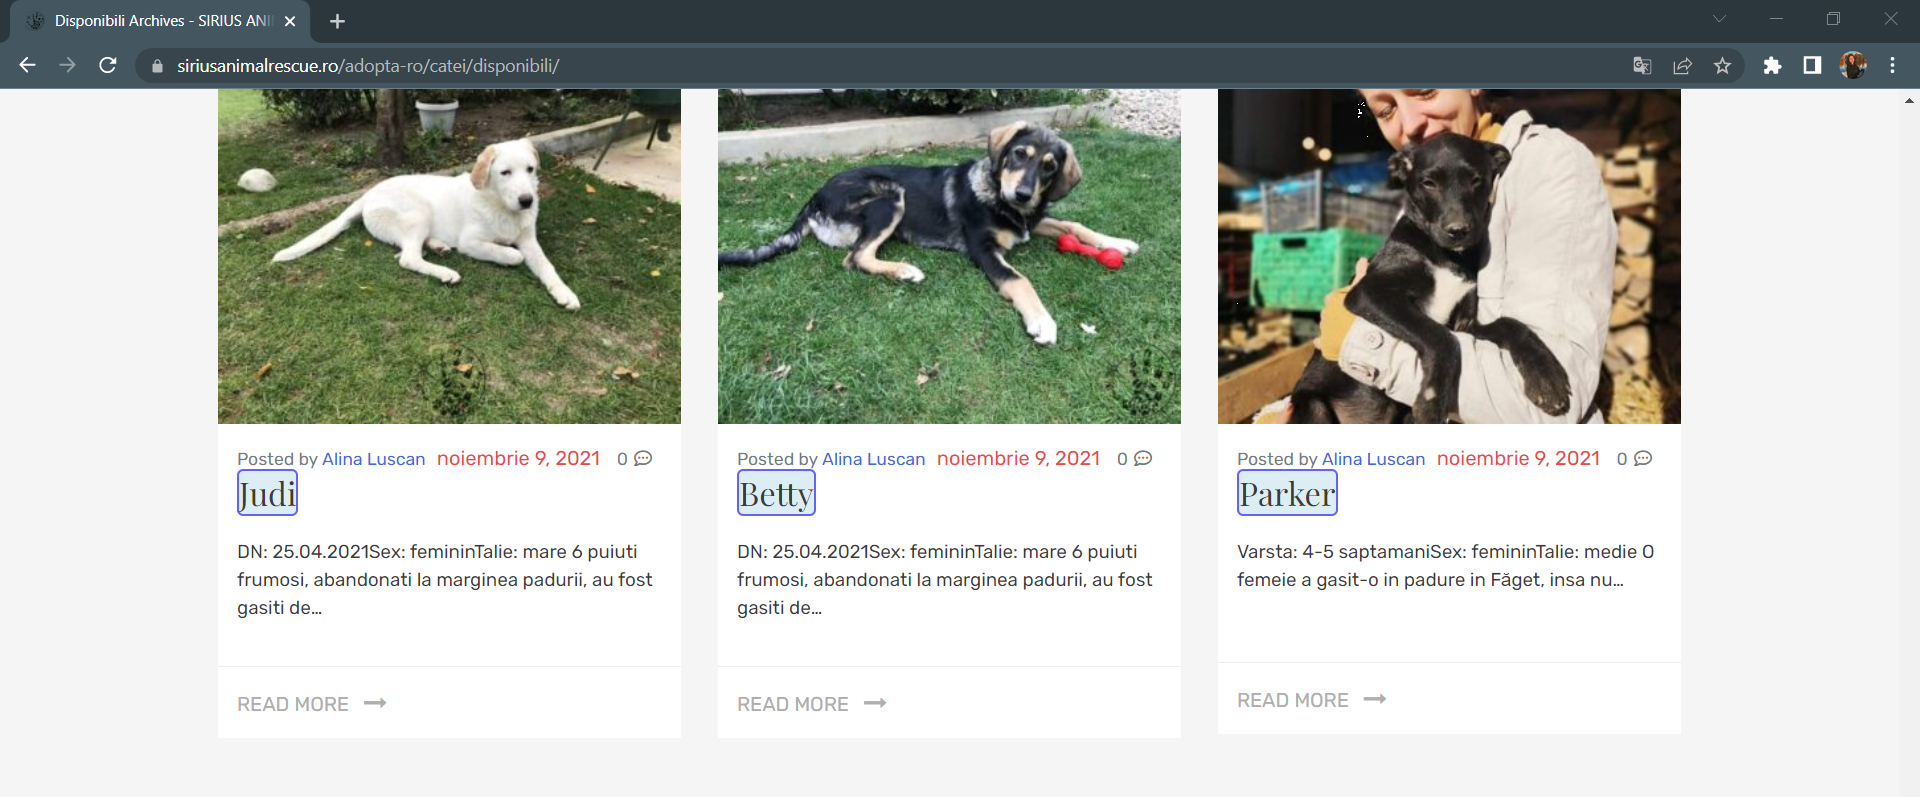 Disponibili Archives - SIRIUS ANI
siriusanimalrescue.ro/adopta-ro/catei/disponibili/
Posted by Alina Luscan noiembrie 9, 2021 0
Judi
DN: 25.04.2021Sex: femininTalie: mare 6 puiuti
frumosi, abandonati la marginea padurii, au fost
gasiti de...
READ MORE
Posted by Alina Luscan noiembrie 9, 2021 0
Betty
DN: 25.04.2021Sex: femininTalie: mare 6 puiuti
frumosi, abandonati la marginea padurii, au fost
gasiti de...
READ MORE
Posted by Alina Luscan noiembrie 9, 2021 0
Parker
Varsta: 4-5 saptamaniSex: femininTalie: medie O
femeie a gasit-o in padure in Făget, insa nu...
READ MORE